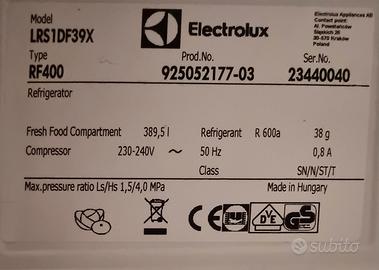 Model
LRS1DF39X
Electrolux
Electrolux Appliances AB
Contact point:
Al. Powstańców
Śląskich 26
30-570 Kraków
Poland
Type Prod.No. Ser.No.
RF400 925052177-03 23440040
Refrigerator
Fresh Food Compartment 389,5 l Refrigerant R 600a 38 g
Compressor 230-240V ~ 50 Hz 0,8 A
Class SN/N/ST/T
Max.pressure ratio Ls/Hs 1,5/4,0 MPa Made in Hungary
CE VDE GS
subito